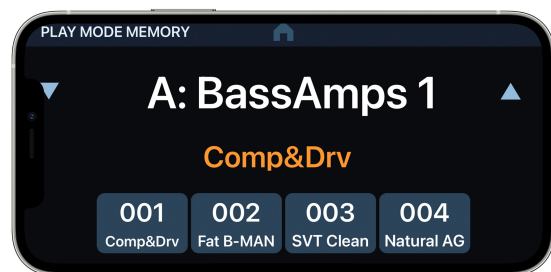 PLAY MODE MEMORY
A: BassAmps 1
Comp&Drv
001 002 003 004
Comp&Drv Fat B-MAN SVT Clean Natural AG